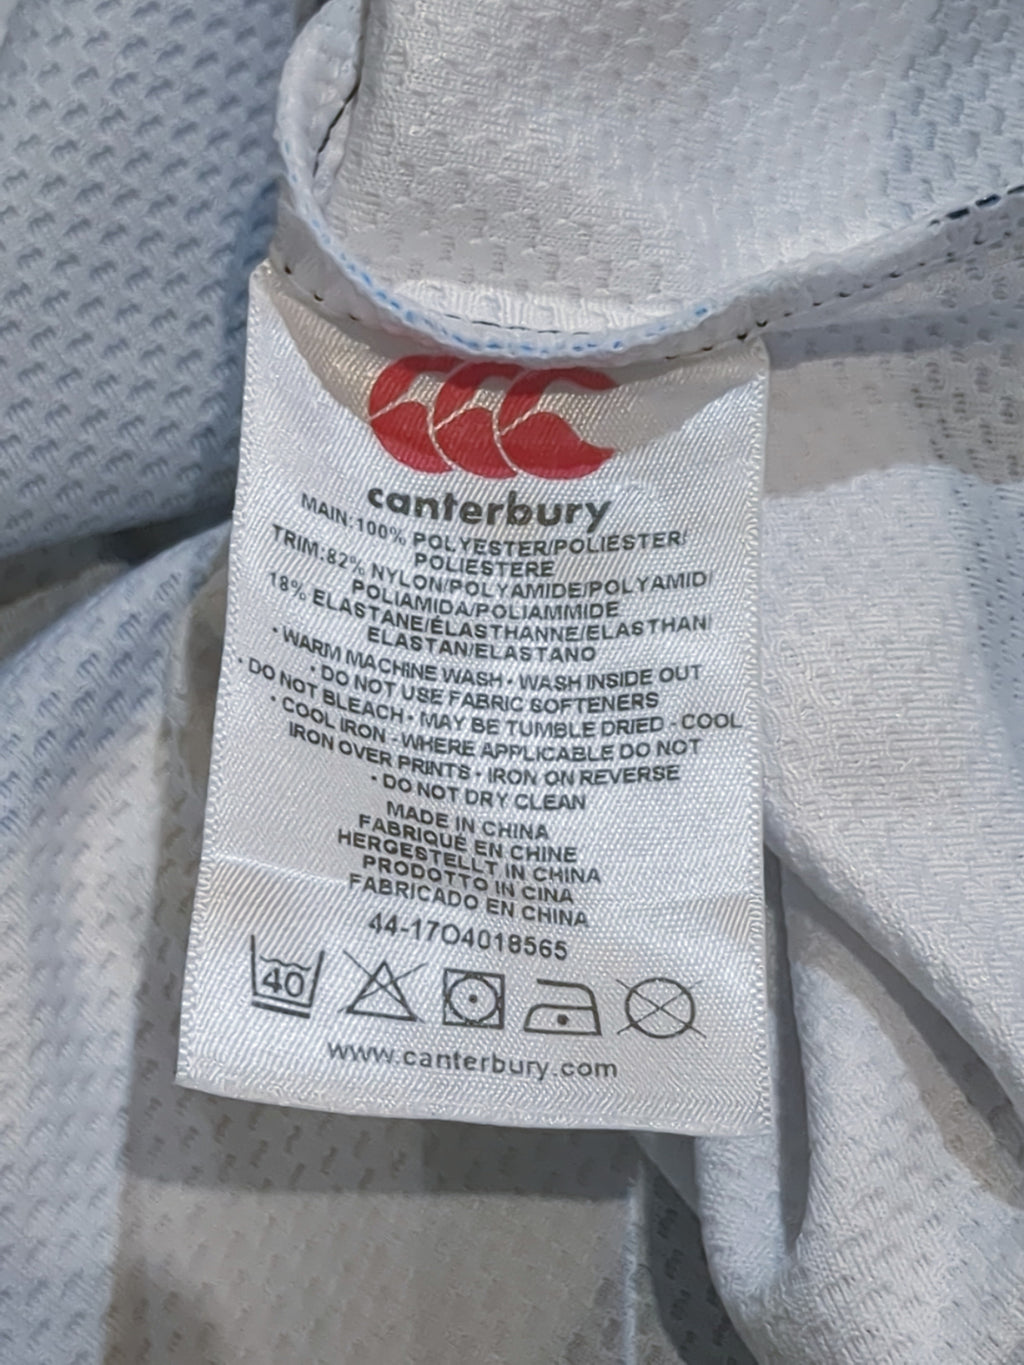 canterbury
MAIN:100% POLYESTER/POLIESTER/
POLIESTERE
TRIM:82% NYLON/POLYAMIDE/POLYAMID/
POLIAMIDA/POLIAMMIDE
18% ELASTANE/ÉLASTHANNE/ELASTHAN/
ELASTAN/ELASTANO
• WARM MACHINE WASH • WASH INSIDE OUT
• DO NOT USE FABRIC SOFTENERS
• DO NOT BLEACH • MAY BE TUMBLE DRIED - COOL
• COOL IRON - WHERE APPLICABLE DO NOT
IRON OVER PRINTS • IRON ON REVERSE
• DO NOT DRY CLEAN
MADE IN CHINA
FABRIQUÉ EN CHINE
HERGESTELLT IN CHINA
PRODOTTO IN CINA
FABRICADO EN CHINA
44-17O4018565
40
www.canterbury.com